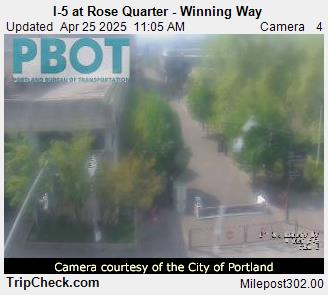 I-5 at Rose Quarter - Winning Way
Updated Apr 25 2025 11:05 AM Camera 4
PBOT
PORTLAND BUREAU OF TRANSPORTATION
Camera courtesy of the City of Portland
TripCheck.com Milepost302.00